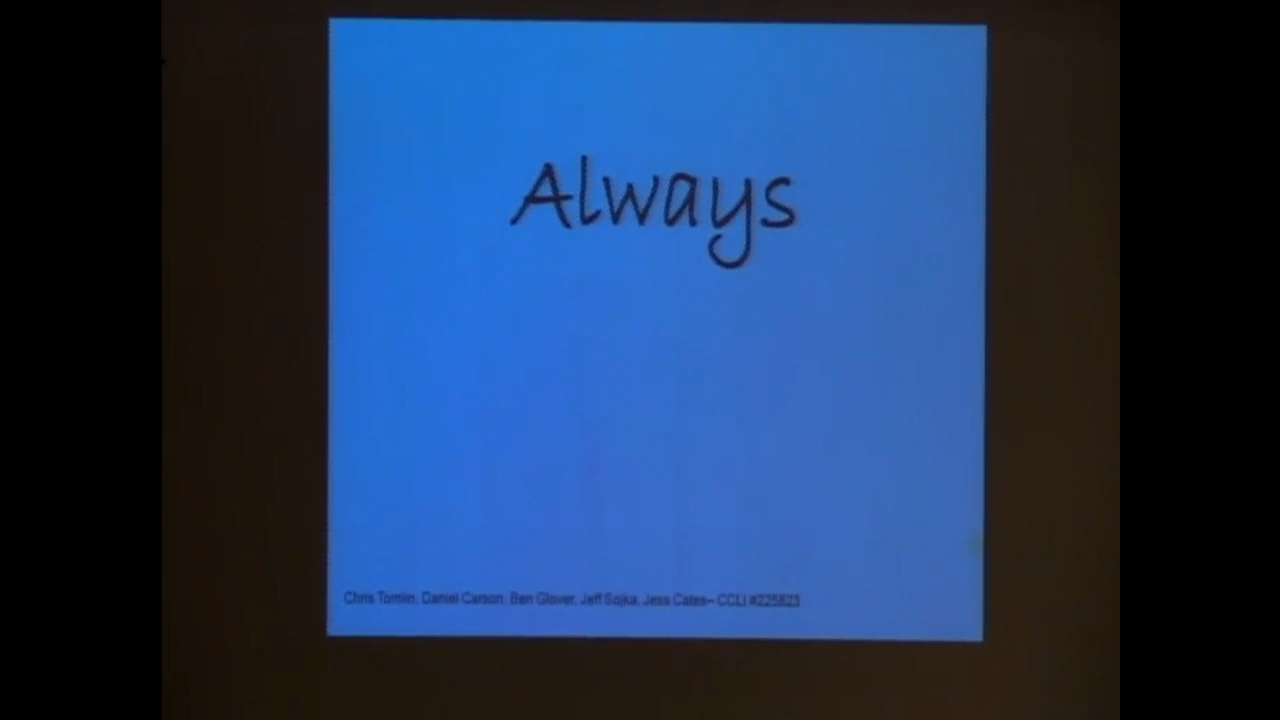 Always
Chris Tomlin, Daniel Carson, Ben Glover, Jeff Sojka, Jess Cates– CCLI #225823